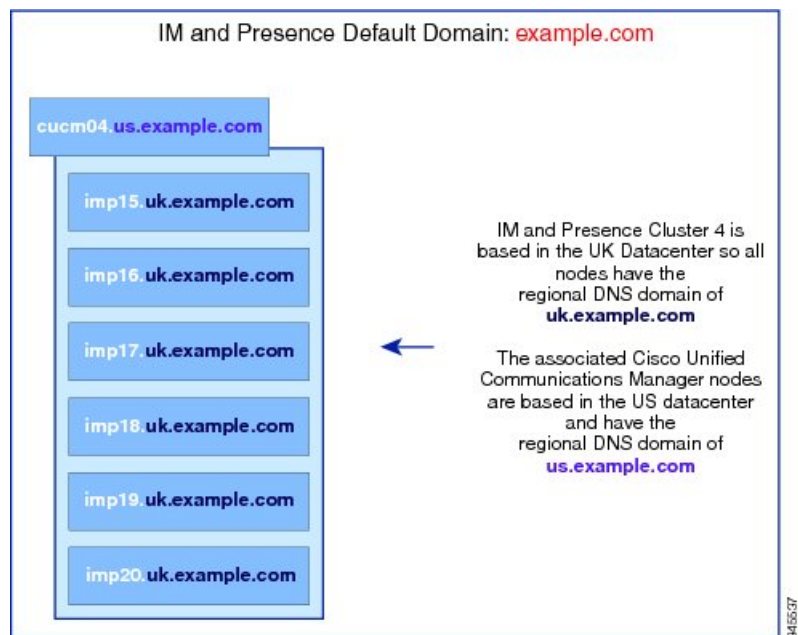 IM and Presence Default Domain: example.com
cucm04.us.example.com
imp15.uk.example.com
imp16.uk.example.com
imp17.uk.example.com
imp18.uk.example.com
imp19.uk.example.com
imp20.uk.example.com
IM and Presence Cluster 4 is
based in the UK Datacenter so all
nodes have the
regional DNS domain of
uk.example.com
The associated Cisco Unified
Communications Manager nodes
are based in the US datacenter
and have the
regional DNS domain of
us.example.com